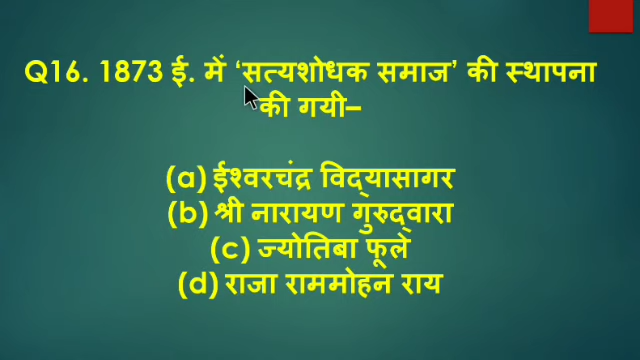 Q16. 1873 ई. में ‘सत्यशोधक समाज’ की स्थापना
की गयी–
(a) ईश्वरचंद्र विद्यासागर
(b) श्री नारायण गुरुद्वारा
(c) ज्योतिबा फूले
(d) राजा राममोहन राय